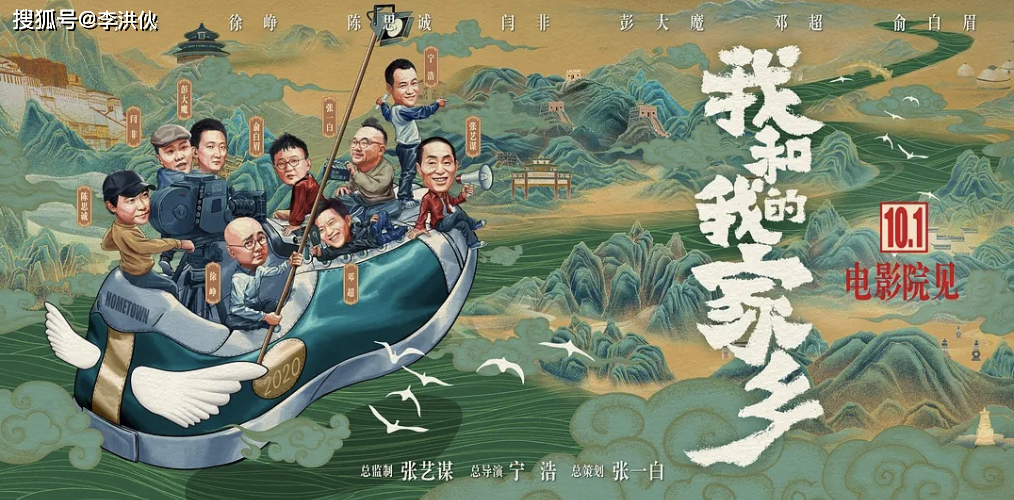 搜狐号@李洪伙
徐峥 陈思诚 闫非 彭大魔 邓超 俞白眉
宁浩
彭大魔
张一白
闫非
俞白眉
张艺谋
陈思诚
徐峥
邓超
HOMETOWN
2020
我和我的家乡
10.1
电影院见
总监制 张艺谋 总导演 宁浩 总策划 张一白